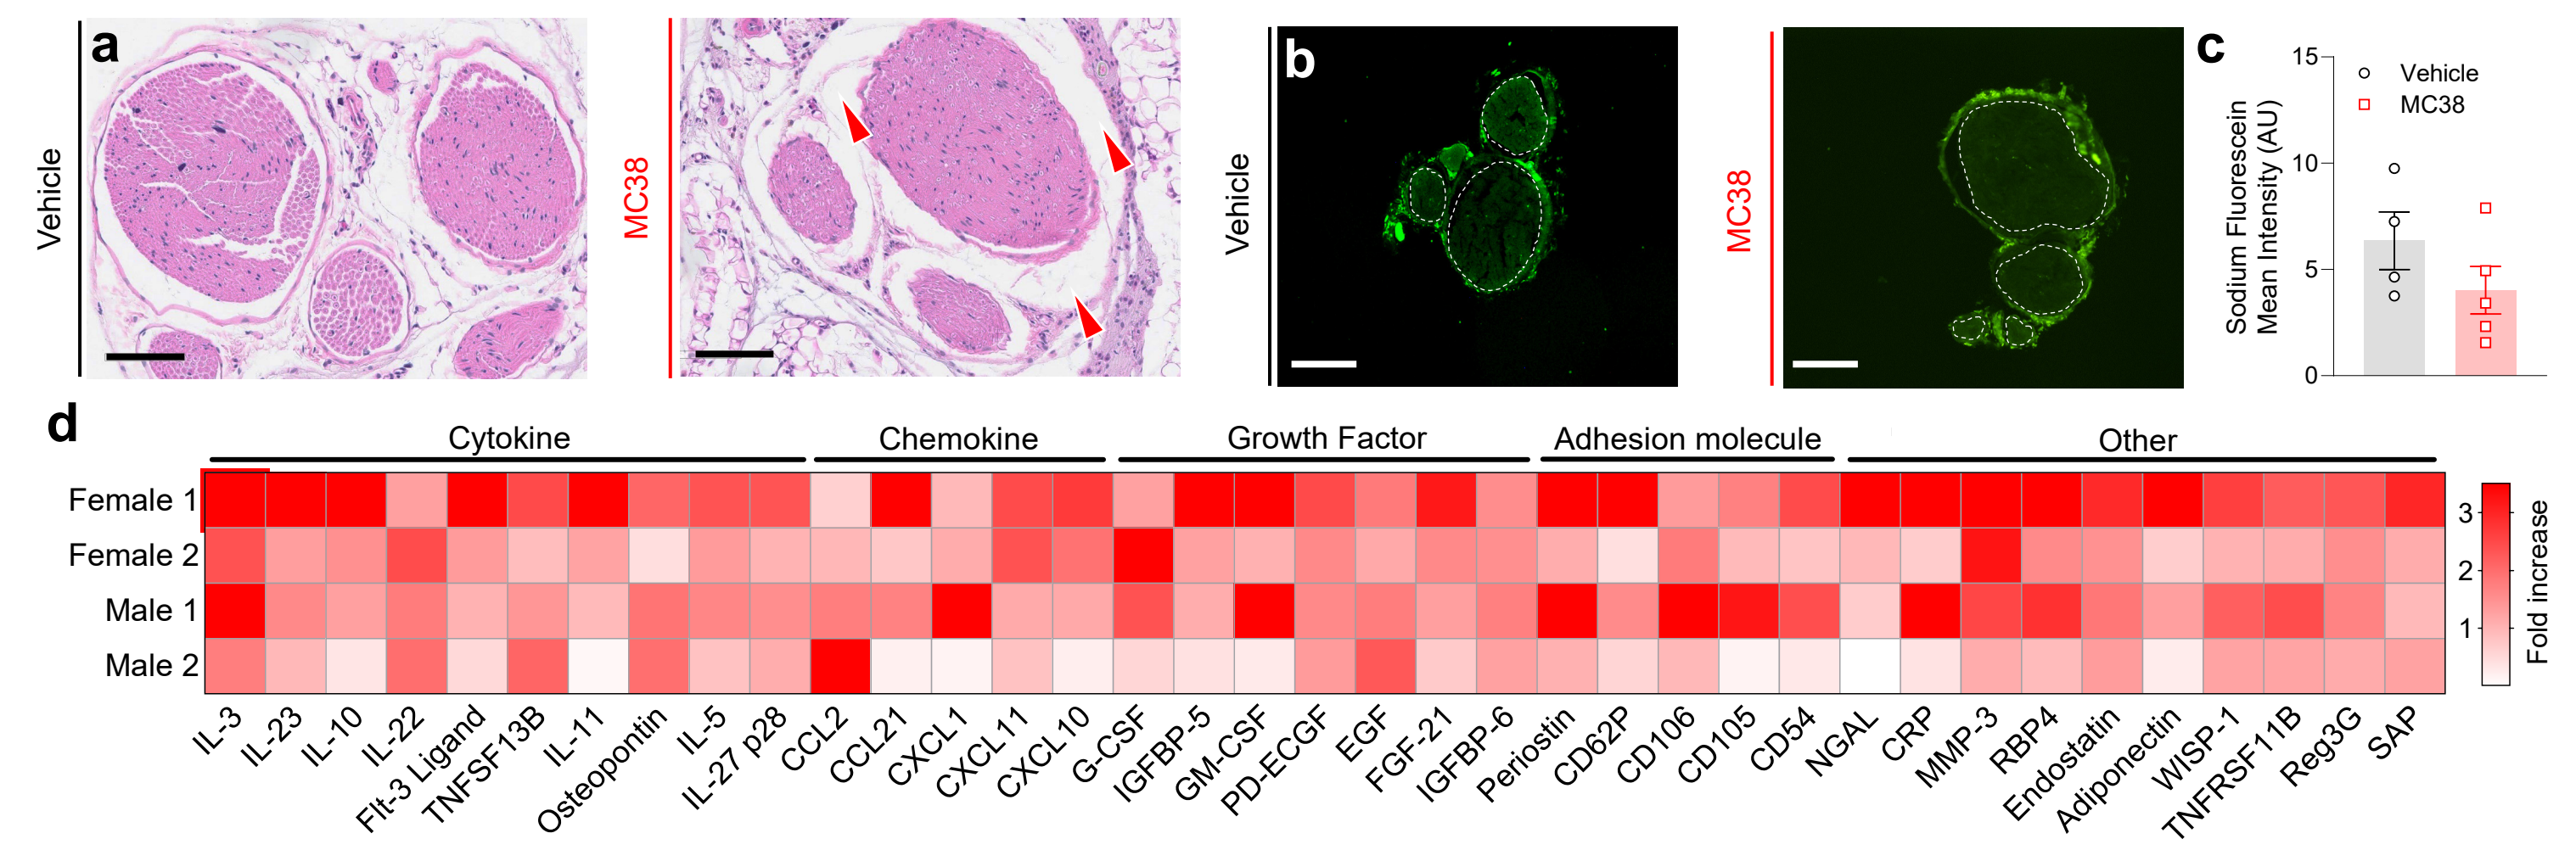 a
Vehicle
MC38
b
Vehicle
MC38
c
Sodium Fluorescein
Mean Intensity (AU)
15
10
5
0
Vehicle
MC38
d
Cytokine Chemokine Growth Factor Adhesion molecule Other
Female 1
Female 2
Male 1
Male 2
IL-3 IL-23 IL-10 IL-22 Flt-3 Ligand TNFSF13B IL-11 Osteopontin IL-5 IL-27 p28 CCL2 CCL21 CXCL1 CXCL11 CXCL10 G-CSF IGFBP-5 GM-CSF PD-ECGF EGF FGF-21 IGFBP-6 Periostin CD62P CD106 CD105 CD54 NGAL CRP MMP-3 RBP4 Endostatin Adiponectin WISP-1 TNFRSF11B Reg3G SAP
3
2
1
Fold increase